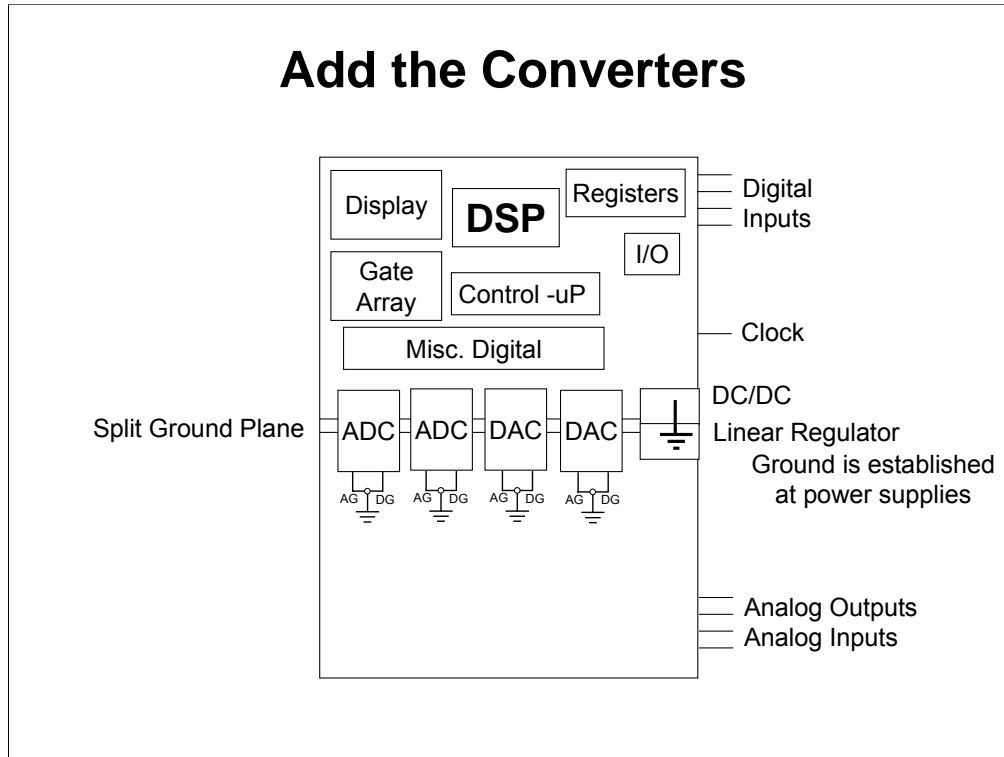 Add the Converters
Display
DSP
Registers
Digital
Inputs
I/O
Gate
Array
Control -uP
Clock
Misc. Digital
Split Ground Plane
ADC
ADC
DAC
DAC
DC/DC
Linear Regulator
Ground is established
at power supplies
AG
DG
AG
DG
AG
DG
AG
DG
Analog Outputs
Analog Inputs